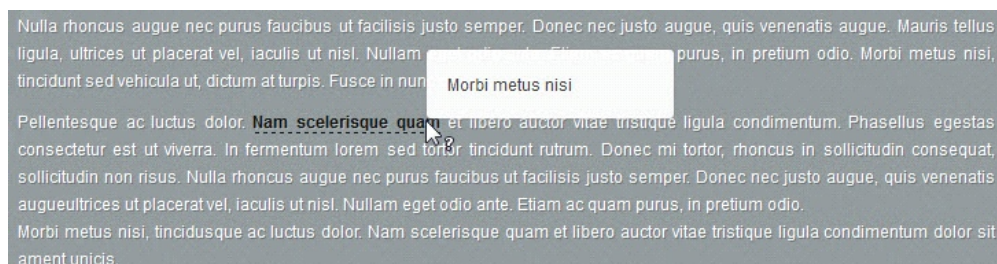 Nulla rhoncus augue nec purus faucibus ut facilisis justo semper. Donec nec justo augue, quis venenatis augue. Mauris tellus
ligula, ultrices ut placerat vel, iaculis ut nisl. Nullam purus, in pretium odio. Morbi metus nisi,
tincidunt sed vehicula ut, dictum at turpis. Fusce in nun
Morbi metus nisi
Pellentesque ac luctus dolor. Nam scelerisque quam et libero auctor vitae tristique ligula condimentum. Phasellus egestas
consectetur est ut viverra. In fermentum lorem sed tortor tincidunt rutrum. Donec mi tortor, rhoncus in sollicitudin consequat,
sollicitudin non risus. Nulla rhoncus augue nec purus faucibus ut facilisis justo semper. Donec nec justo augue, quis venenatis
augueultrices ut placerat vel, iaculis ut nisl. Nullam eget odio ante. Etiam ac quam purus, in pretium odio.
Morbi metus nisi, tincidusque ac luctus dolor. Nam scelerisque quam et libero auctor vitae tristique ligula condimentum dolor sit
ament unicis